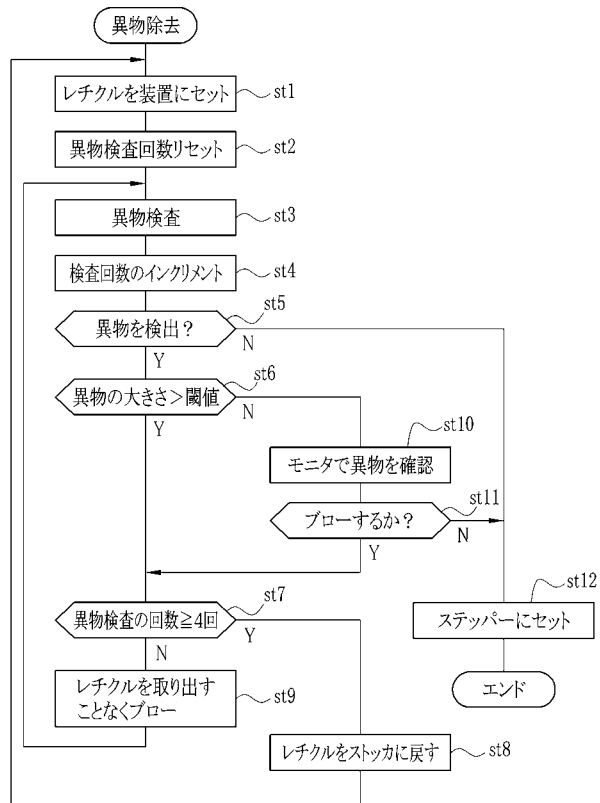 異物除去
レチクルを装置にセット
st1
異物検査回数リセット
st2
異物検査
st3
検査回数のインクリメント
st4
異物を検出？
st5
N
Y
異物の大きさ＞閾値
st6
N
Y
モニタで異物を確認
st10
ブローするか？
st11
N
Y
異物検査の回数≧4回
st7
Y
N
ステッパーにセット
st12
レチクルを取り出す
ことなくブロー
st9
エンド
レチクルをストッカに戻す
st8